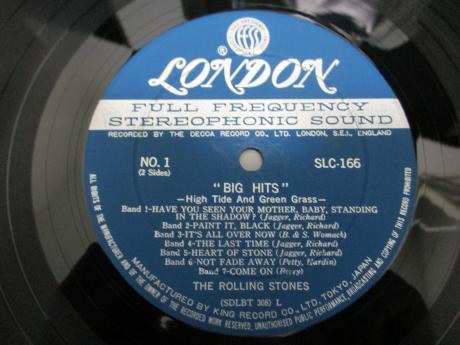 FFSS
® LONDON
FULL FREQUENCY
STEREOPHONIC SOUND
RECORDED BY THE DECCA RECORD CO., LTD. LONDON, S.E.I., ENGLAND
NO. 1
(2 Sides)
SLC-166
"BIG HITS"
—High Tide And Green Grass—
Band 1-HAVE YOU SEEN YOUR MOTHER, BABY, STANDING
IN THE SHADOW? (Jagger, Richard)
Band 2-PAINT IT, BLACK (Jagger, Richard)
Band 3-IT'S ALL OVER NOW (B. & S. Womach)
Band 4-THE LAST TIME (Jagger, Richard)
Band 5-HEART OF STONE (Jagger, Richard)
Band 6-NOT FADE AWAY (Petty, Hardin)
Band 7-COME ON (Berry)
THE ROLLING STONES
(SDLBT 308) L
MANUFACTURED BY KING RECORD CO., LTD., TOKYO, JAPAN
ALL RIGHTS OF THE MANUFACTURER AND OF THE OWNER OF THE RECORDED WORK RESERVED, UNAUTHORISED PUBLIC PERFORMANCE, BROADCASTING AND COPYING OF THIS RECORD PROHIBITED